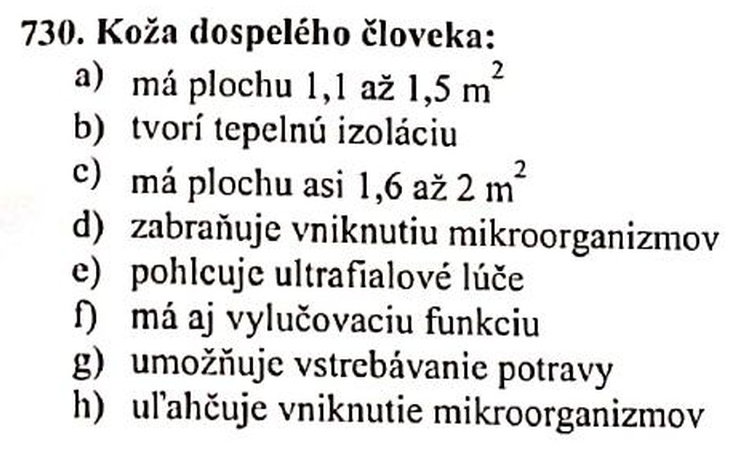 730. Koža dospelého človeka:
a) má plochu 1,1 až 1,5 m²
b) tvorí tepelnú izoláciu
c) má plochu asi 1,6 až 2 m²
d) zabraňuje vniknutiu mikroorganizmov
e) pohlcuje ultrafialové lúče
f) má aj vylučovaciu funkciu
g) umožňuje vstrebávanie potravy
h) uľahčuje vniknutie mikroorganizmov